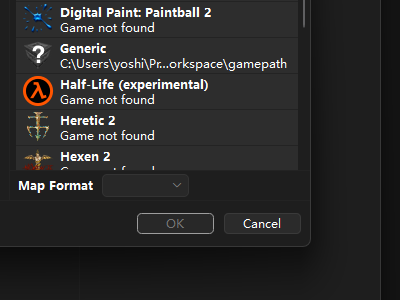 Digital Paint: Paintball 2
Game not found
Generic
C:\Users\yoshi\Pr...orkspace\gamepath
Half-Life (experimental)
Game not found
Heretic 2
Game not found
Hexen 2
Map Format
OK
Cancel